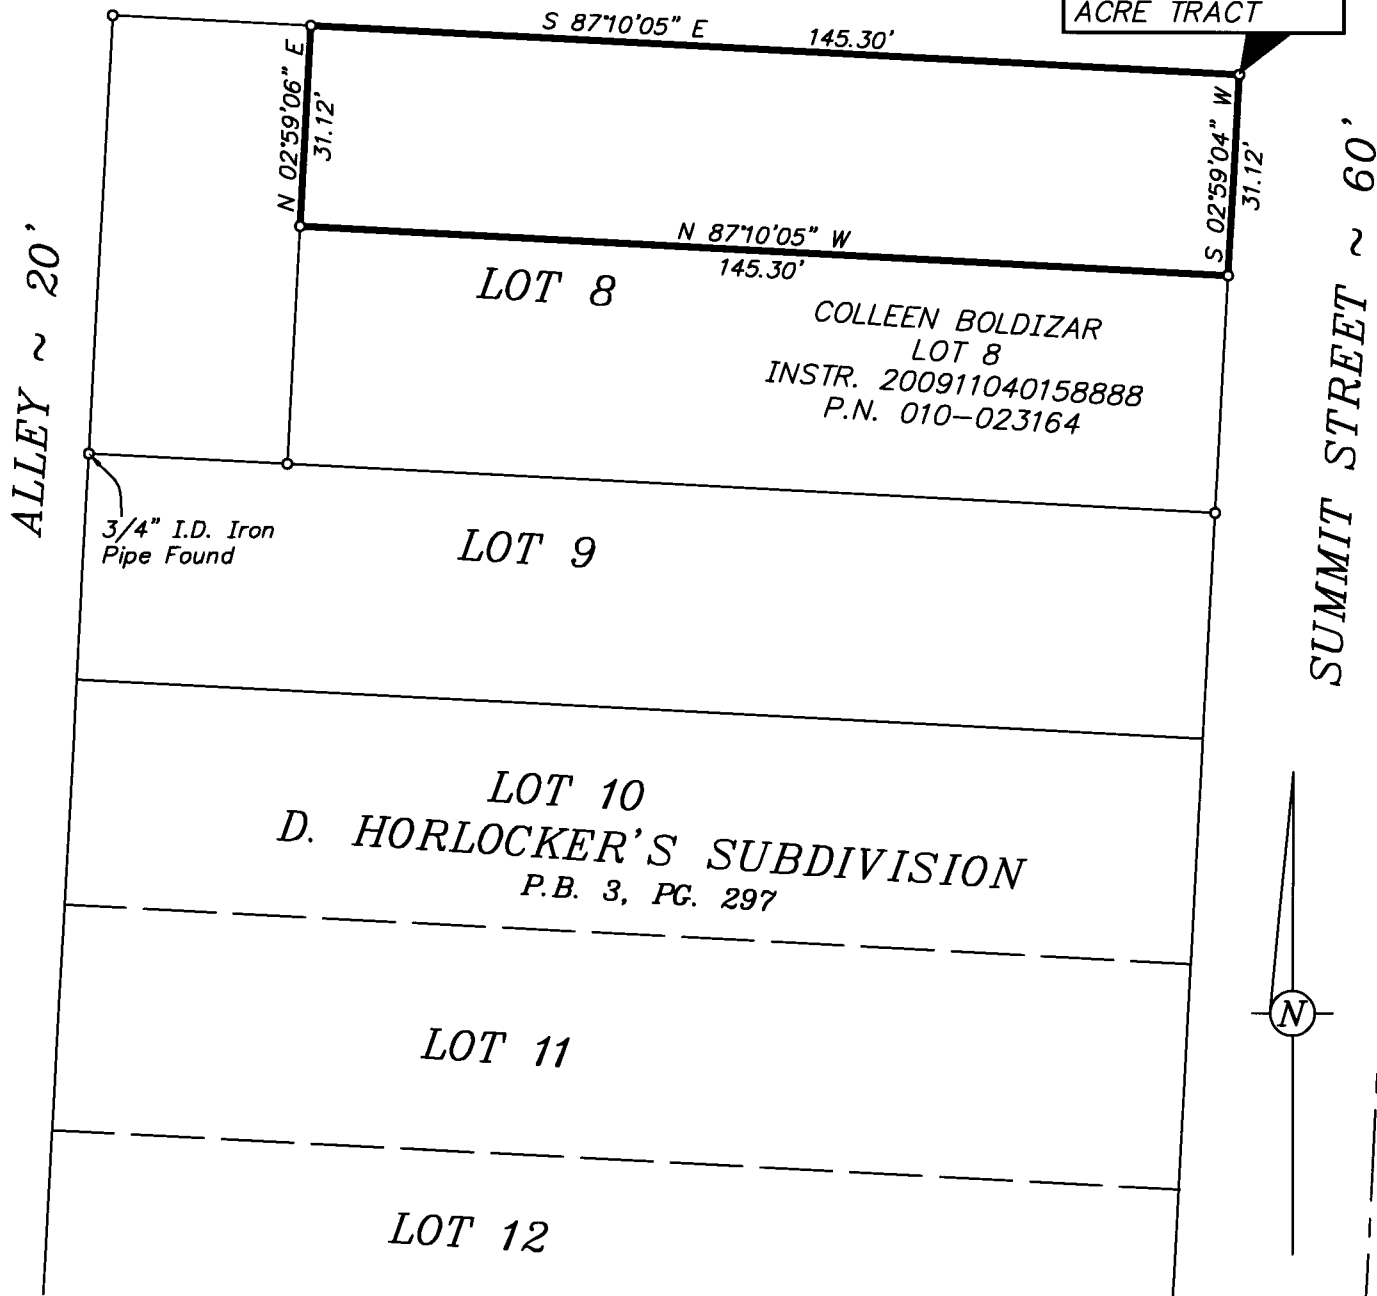 ACRE TRACT
S 87°10'05" E 145.30'
N 02°59'06" E
31.12'
S 02°59'04" W
31.12'
N 87°10'05" W
145.30'
ALLEY ~ 20'
SUMMIT STREET ~ 60'
LOT 8
COLLEEN BOLDIZAR
LOT 8
INSTR. 200911040158888
P.N. 010-023164
3/4" I.D. Iron
Pipe Found
LOT 9
LOT 10
D. HORLOCKER'S SUBDIVISION
P.B. 3, PG. 297
N
LOT 11
LOT 12